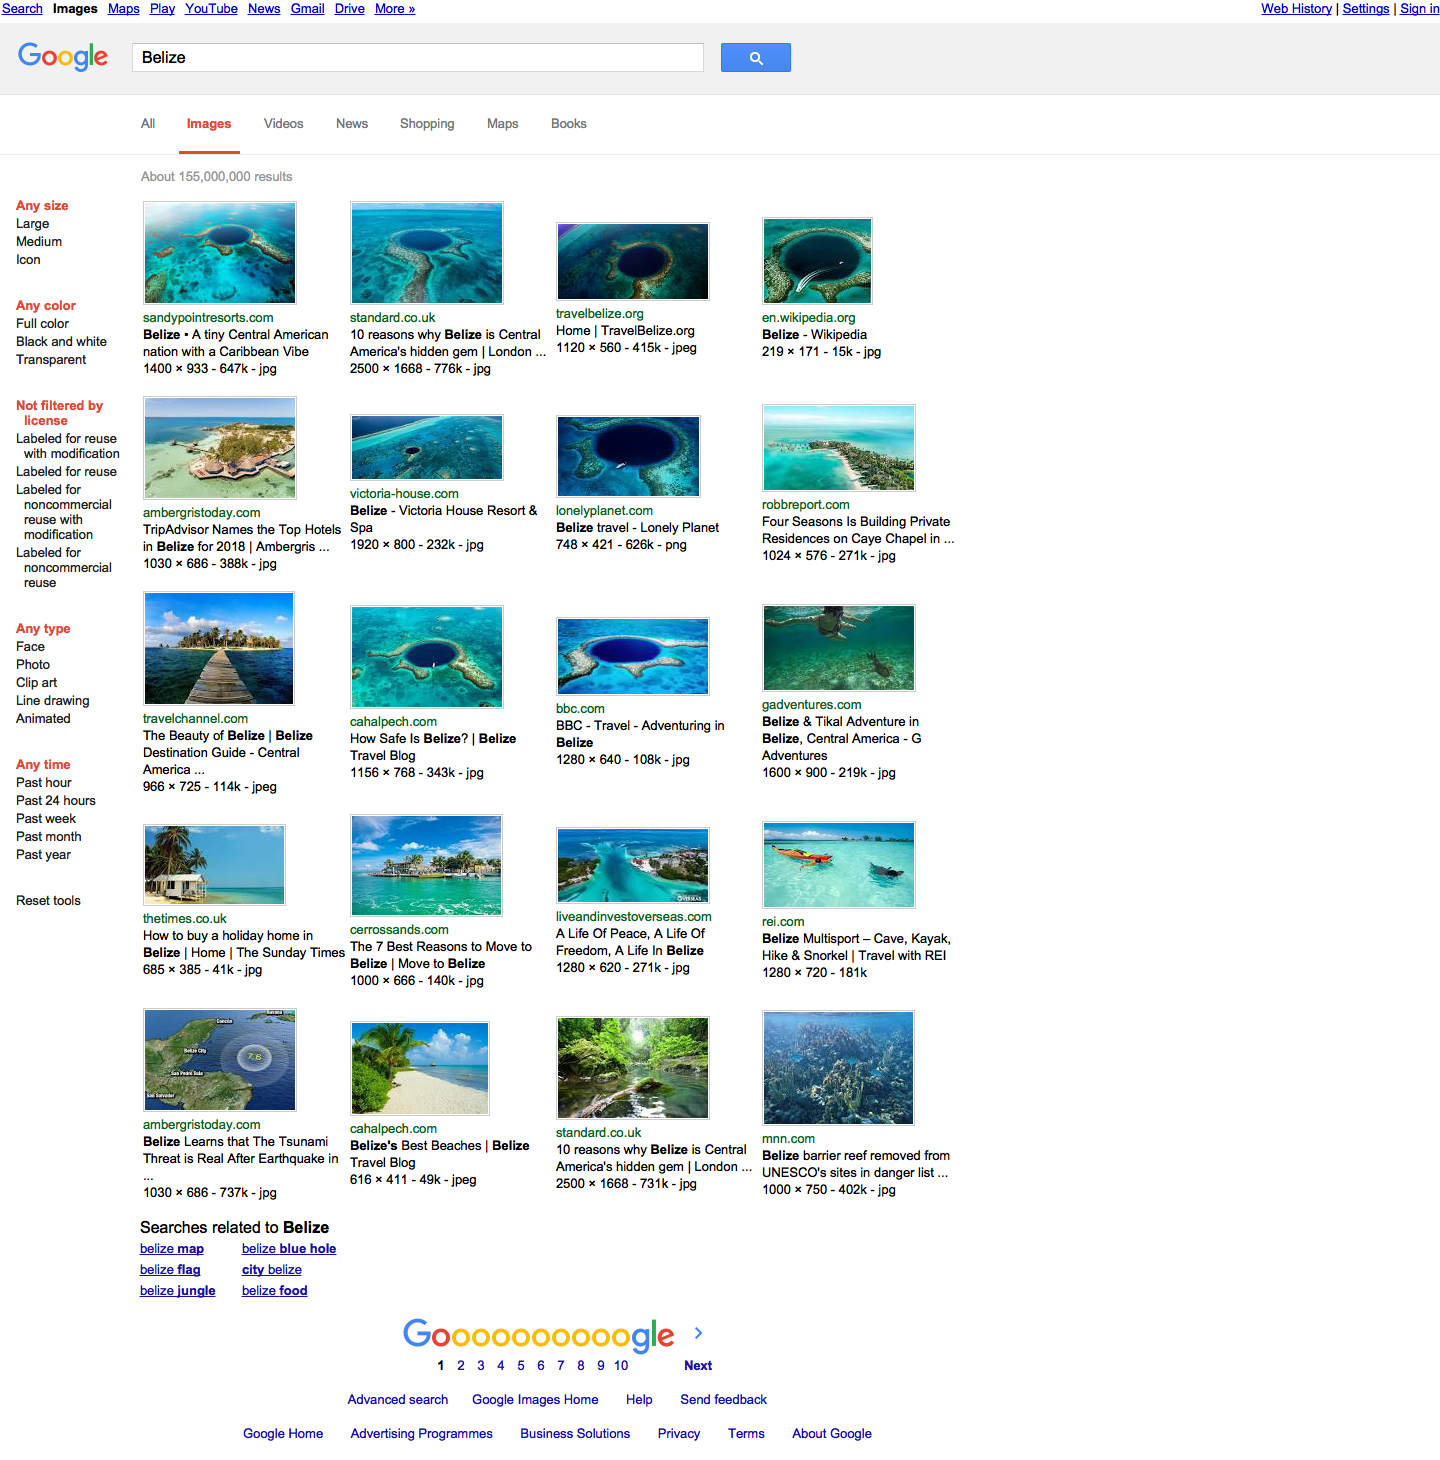 Search Images Maps Play YouTube News Gmail Drive More »
Web History | Settings | Sign in
Google
Belize
All Images Videos News Shopping Maps Books
About 155,000,000 results
Any size
Large
Medium
Icon
Any color
Full color
Black and white
Transparent
Not filtered by
license
Labeled for reuse
with modification
Labeled for reuse
Labeled for
noncommercial
reuse with
modification
Labeled for
noncommercial
reuse
Any type
Face
Photo
Clip art
Line drawing
Animated
Any time
Past hour
Past 24 hours
Past week
Past month
Past year
Reset tools
sandypointresorts.com
Belize • A tiny Central American
nation with a Caribbean Vibe
1400 × 933 - 647k - jpg
standard.co.uk
10 reasons why Belize is Central
America's hidden gem | London ...
2500 × 1668 - 776k - jpg
travelbelize.org
Home | TravelBelize.org
1120 × 560 - 415k - jpeg
en.wikipedia.org
Belize - Wikipedia
219 × 171 - 15k - jpg
ambergristoday.com
TripAdvisor Names the Top Hotels
in Belize for 2018 | Ambergris ...
1030 × 686 - 388k - jpg
victoria-house.com
Belize - Victoria House Resort &
Spa
1920 × 800 - 232k - jpg
lonelyplanet.com
Belize travel - Lonely Planet
748 × 421 - 626k - png
robbreport.com
Four Seasons Is Building Private
Residences on Caye Chapel in ...
1024 × 576 - 271k - jpg
travelchannel.com
The Beauty of Belize | Belize
Destination Guide - Central
America ...
966 × 725 - 114k - jpeg
cahalpech.com
How Safe Is Belize? | Belize
Travel Blog
1156 × 768 - 343k - jpg
bbc.com
BBC - Travel - Adventuring in
Belize
1280 × 640 - 108k - jpg
gadventures.com
Belize & Tikal Adventure in
Belize, Central America - G
Adventures
1600 × 900 - 219k - jpg
thetimes.co.uk
How to buy a holiday home in
Belize | Home | The Sunday Times
685 × 385 - 41k - jpg
cerrossands.com
The 7 Best Reasons to Move to
Belize | Move to Belize
1000 × 666 - 140k - jpg
OVERSEAS
liveandinvestoverseas.com
A Life Of Peace, A Life Of
Freedom, A Life In Belize
1280 × 620 - 271k - jpg
rei.com
Belize Multisport – Cave, Kayak,
Hike & Snorkel | Travel with REI
1280 × 720 - 181k
Havana
Cancún
Belize City
7.6
San Pedro Sula
San Salvador
ambergristoday.com
Belize Learns that The Tsunami
Threat is Real After Earthquake in
...
1030 × 686 - 737k - jpg
cahalpech.com
Belize's Best Beaches | Belize
Travel Blog
616 × 411 - 49k - jpeg
standard.co.uk
10 reasons why Belize is Central
America's hidden gem | London ...
2500 × 1668 - 731k - jpg
mnn.com
Belize barrier reef removed from
UNESCO's sites in danger list ...
1000 × 750 - 402k - jpg
Searches related to Belize
belize map belize blue hole
belize flag city belize
belize jungle belize food
Goooooooooogle
1 2 3 4 5 6 7 8 9 10 Next
Advanced search Google Images Home Help Send feedback
Google Home Advertising Programmes Business Solutions Privacy Terms About Google